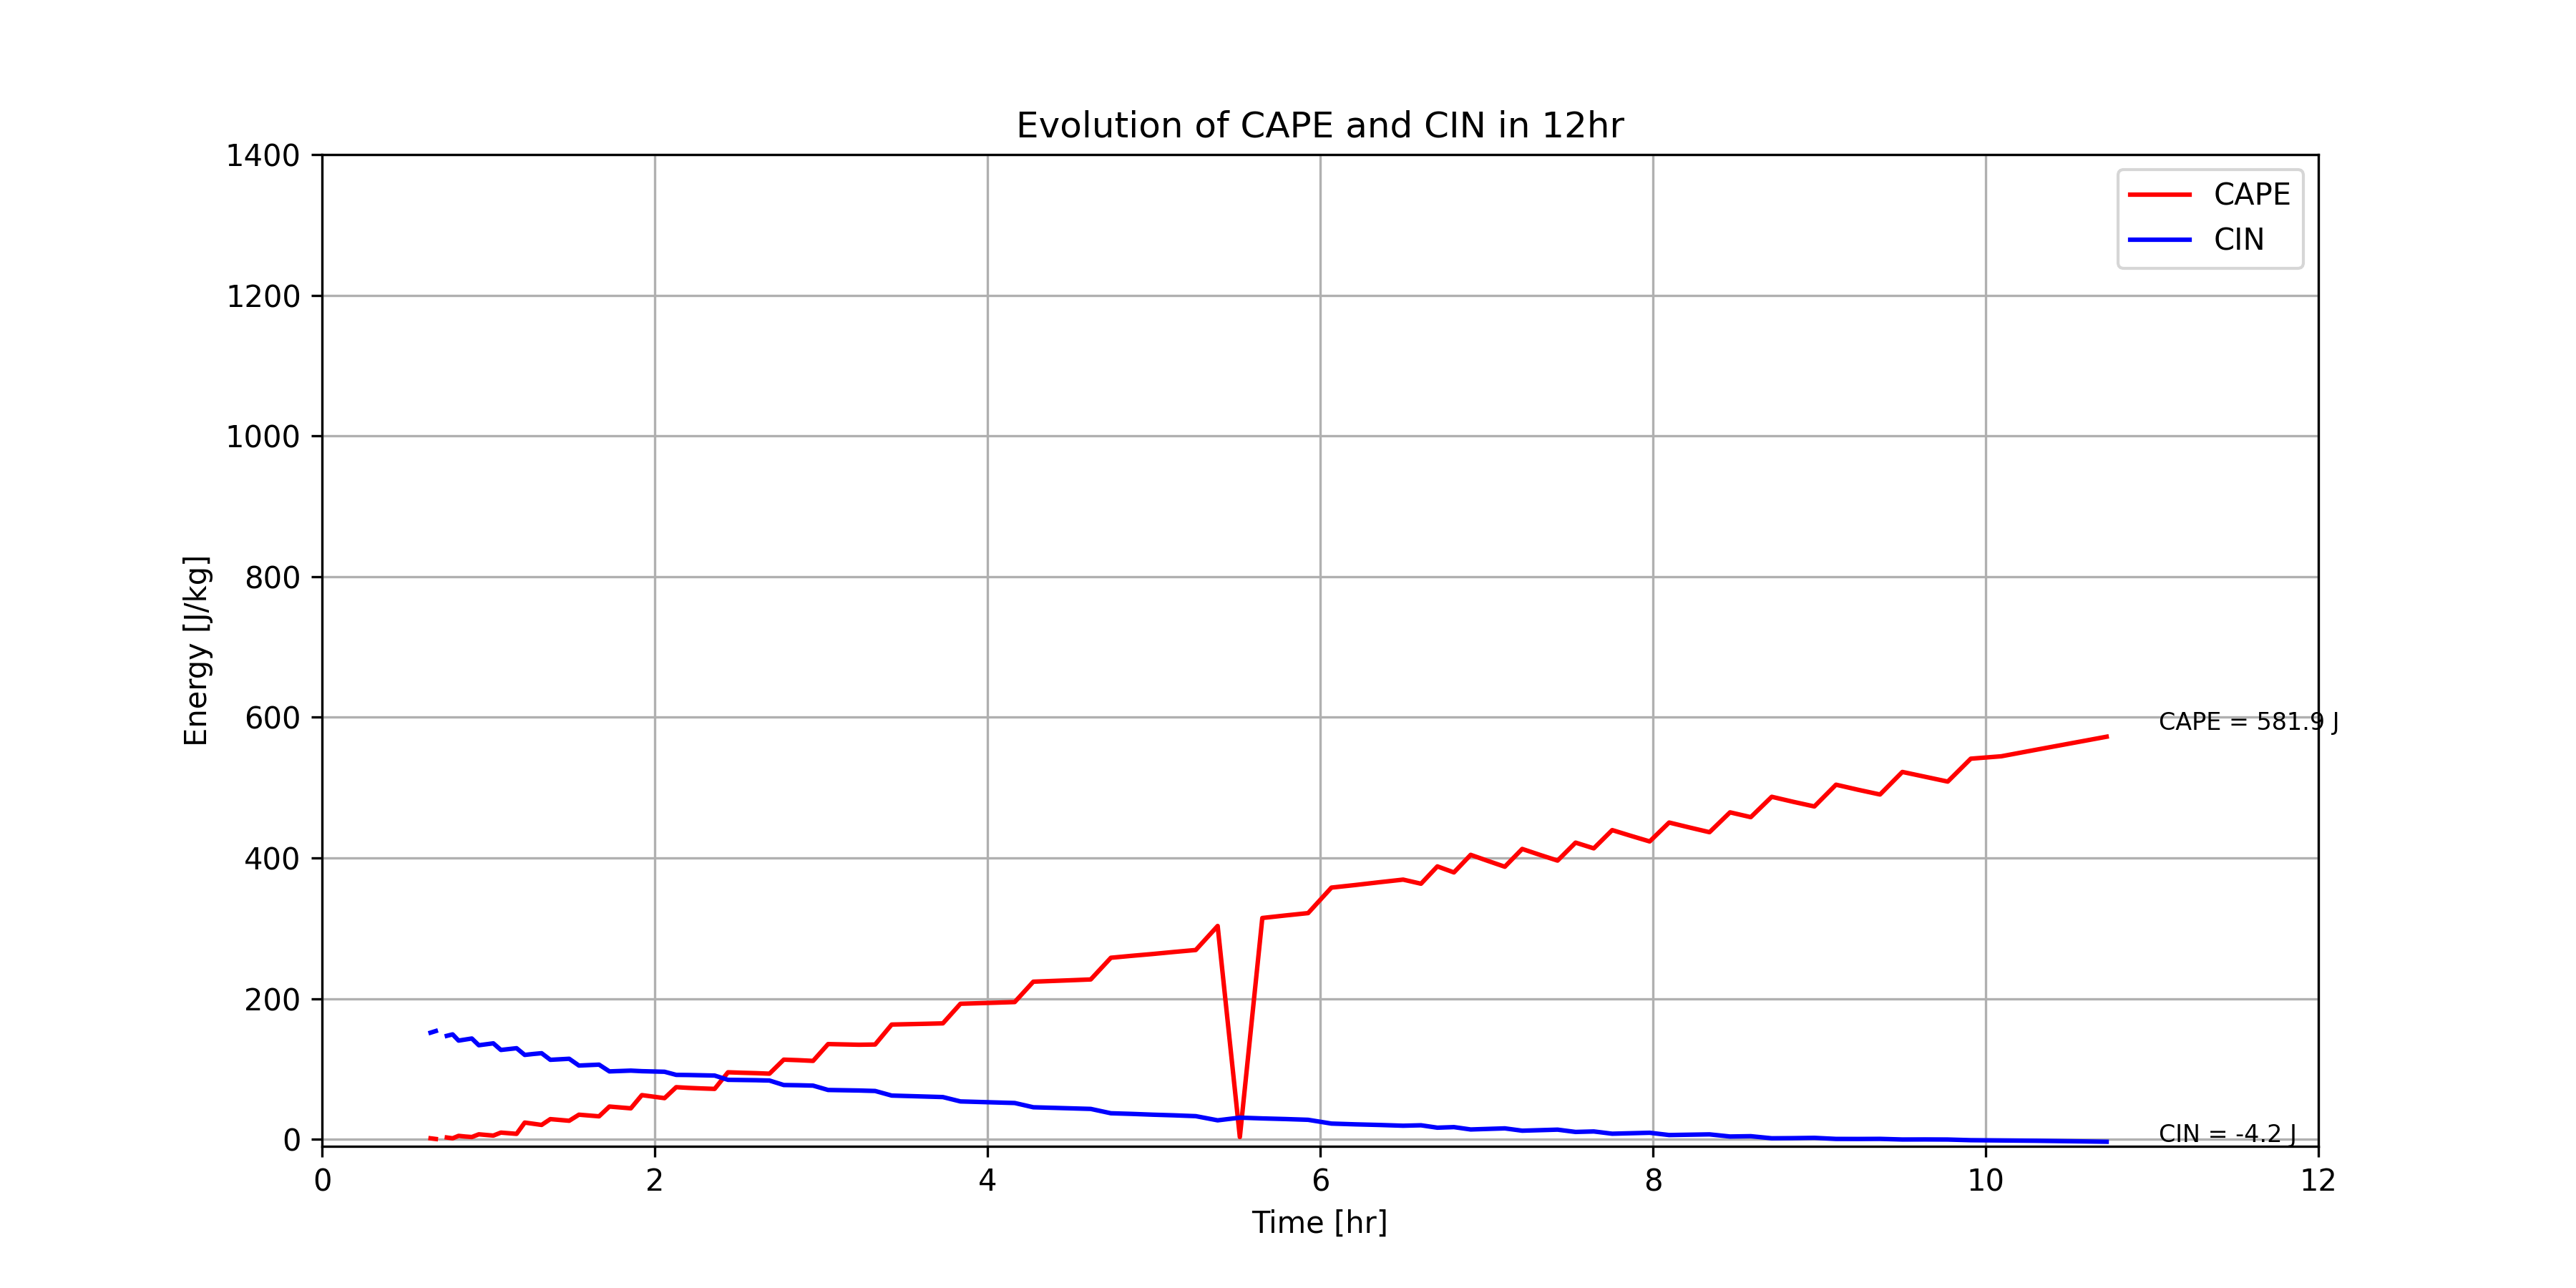 Evolution of CAPE and CIN in 12hr
1400
1200
1000
800
600
400
200
0
Energy [J/kg]
CAPE
CIN
CAPE = 581.9 J
CIN = -4.2 J
0 2 4 6 8 10 12
Time [hr]